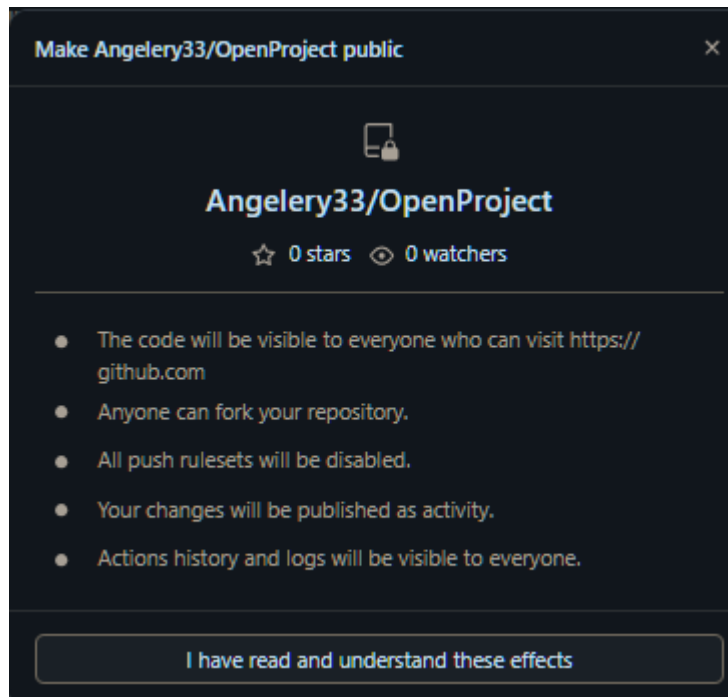 Make Angelery33/OpenProject public
Angelery33/OpenProject
0 stars 0 watchers
The code will be visible to everyone who can visit https://
github.com
Anyone can fork your repository.
All push rulesets will be disabled.
Your changes will be published as activity.
Actions history and logs will be visible to everyone.
I have read and understand these effects